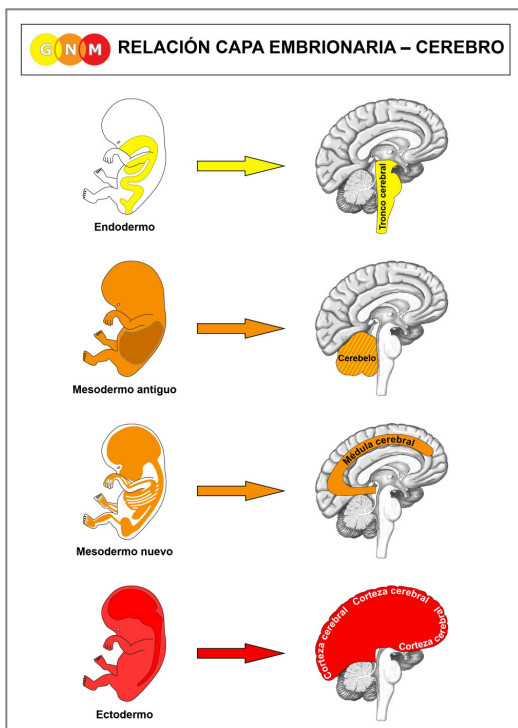 G N M
RELACIÓN CAPA EMBRIONARIA – CEREBRO
Endodermo
Tronco cerebral
Mesodermo antiguo
Cerebelo
Mesodermo nuevo
Médula cerebral
Ectodermo
Corteza cerebral
Corteza cerebral
Corteza cerebral
Corteza cerebral